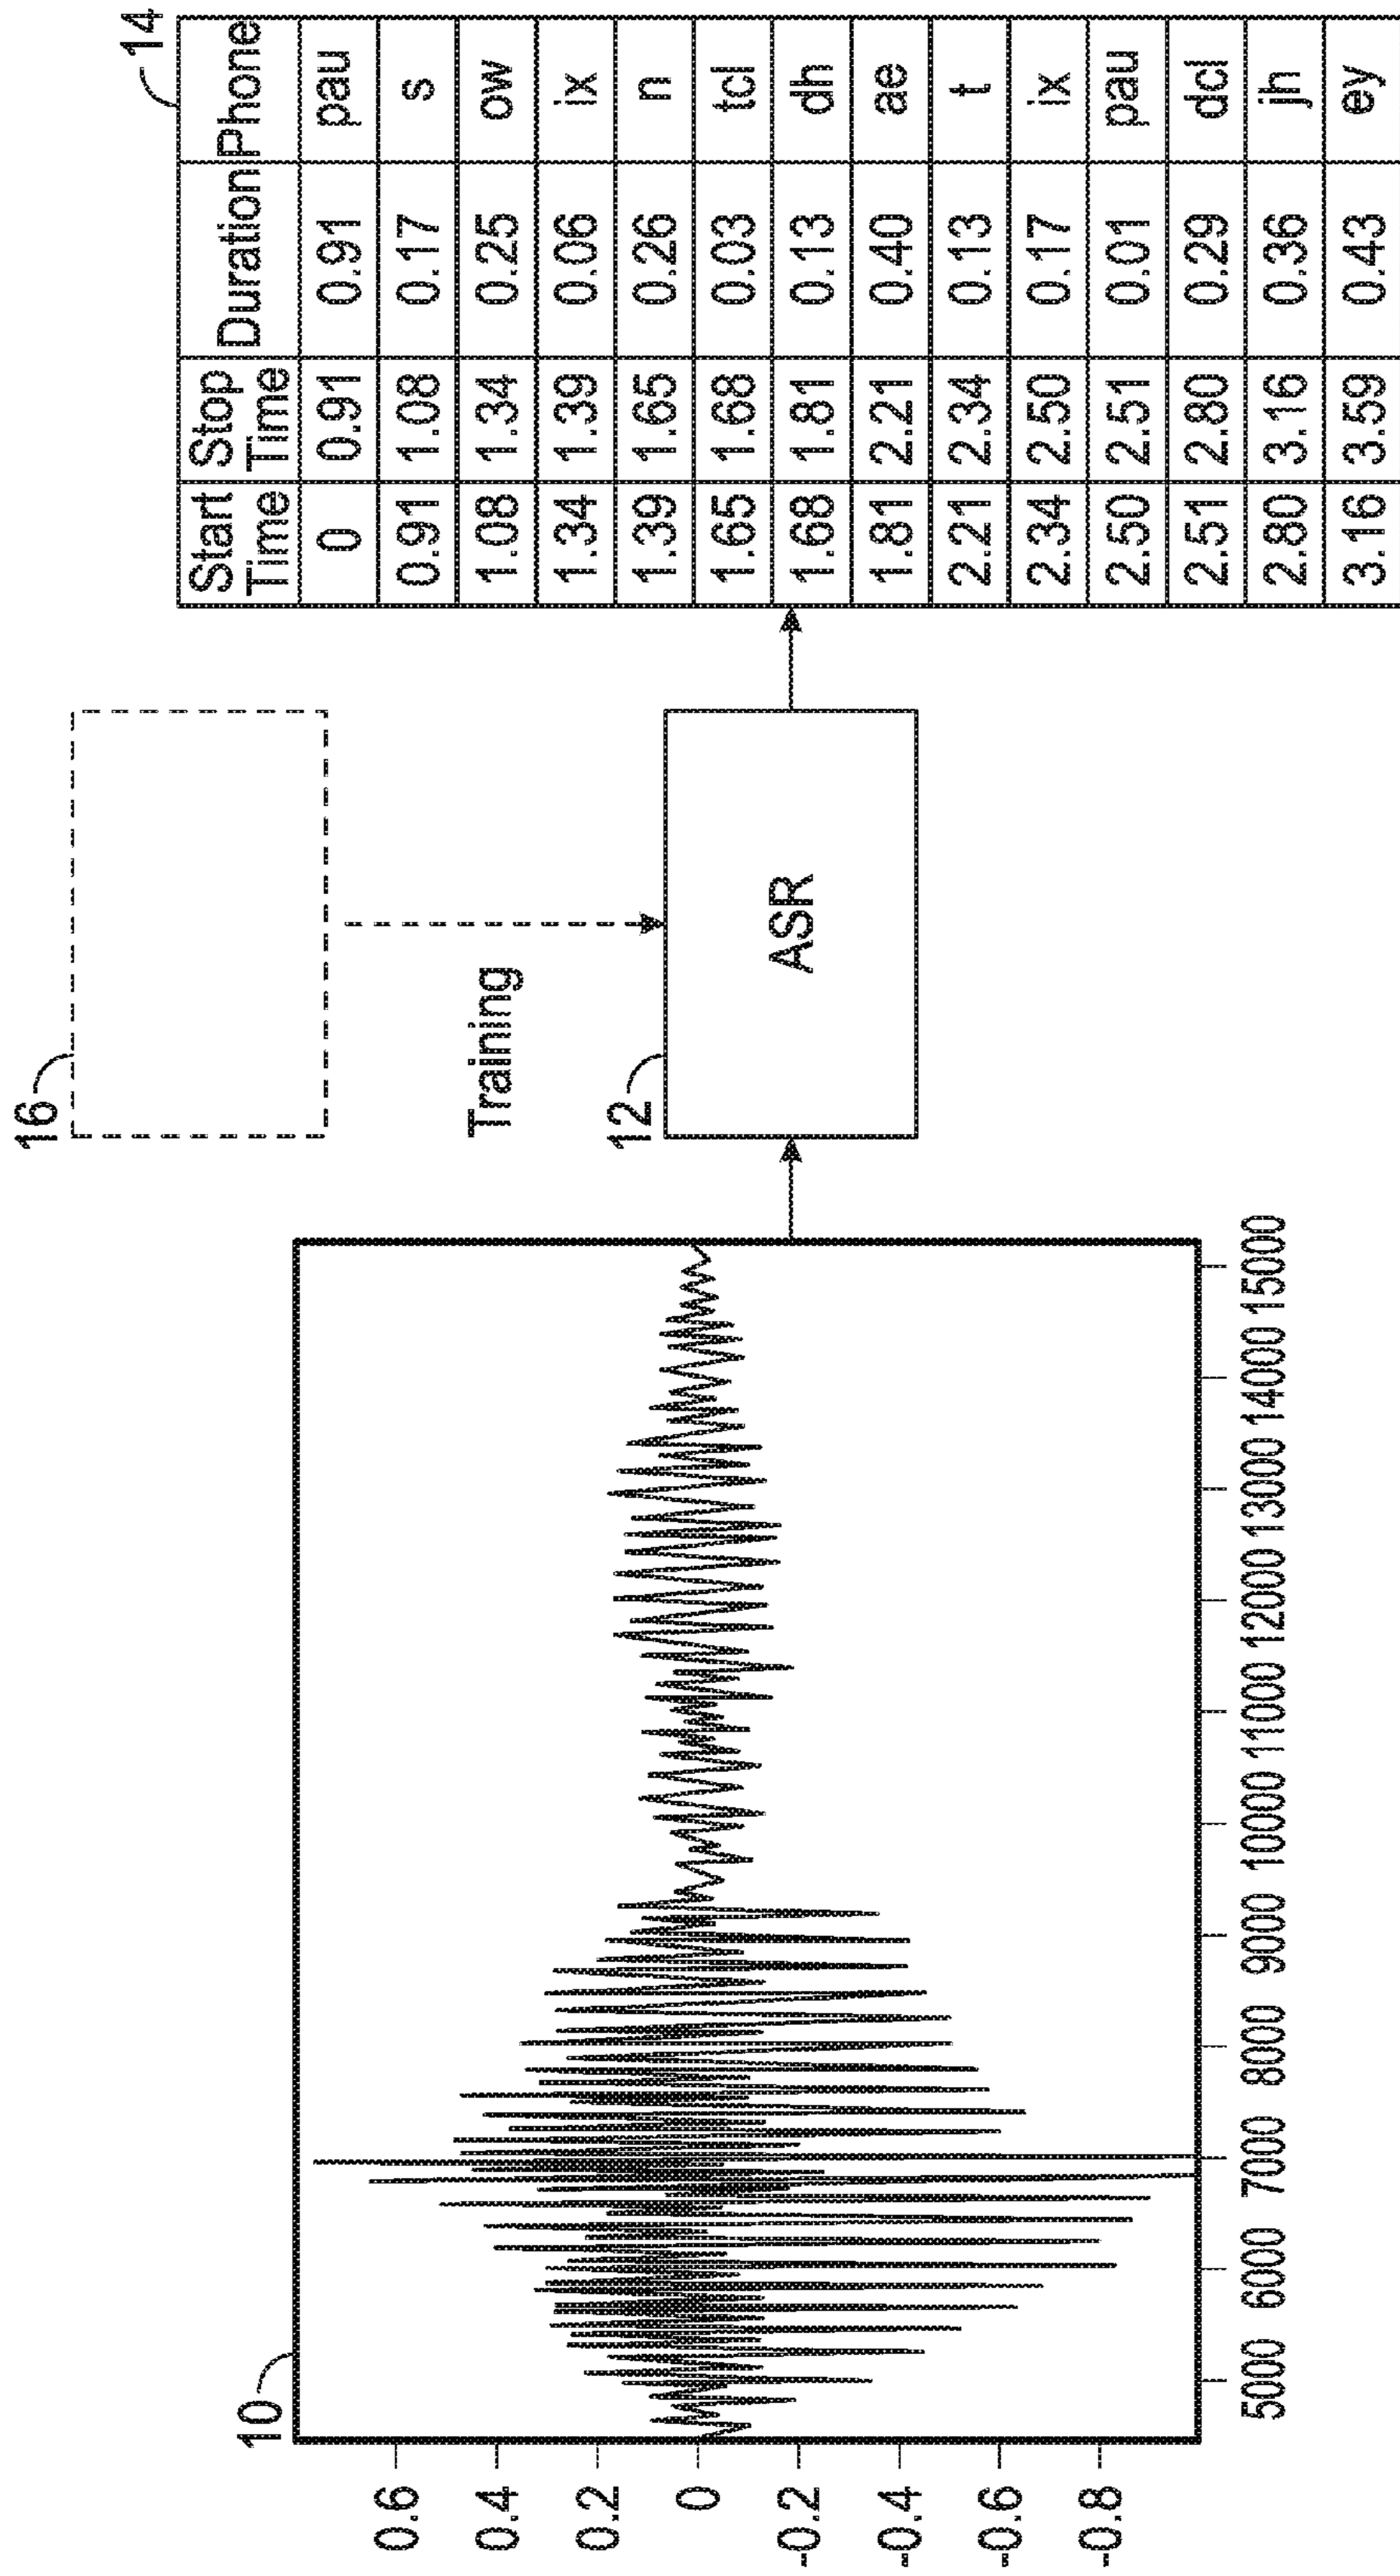 10
0.6
0.4
0.2
0
-0.2
-0.4
-0.6
-0.8
5000 6000 7000 8000 9000 10000 11000 12000 13000 14000 15000
16
Training
12
ASR
14
Start Time Stop Time Duration Phone
0 0.91 0.91 pau
0.91 1.08 0.17 s
1.08 1.34 0.25 ow
1.34 1.39 0.06 ix
1.39 1.65 0.26 n
1.65 1.68 0.03 tcl
1.68 1.81 0.13 dh
1.81 2.21 0.40 ae
2.21 2.34 0.13 t
2.34 2.50 0.17 ix
2.50 2.51 0.01 pau
2.51 2.80 0.29 dcl
2.80 3.16 0.36 jh
3.16 3.59 0.43 ey